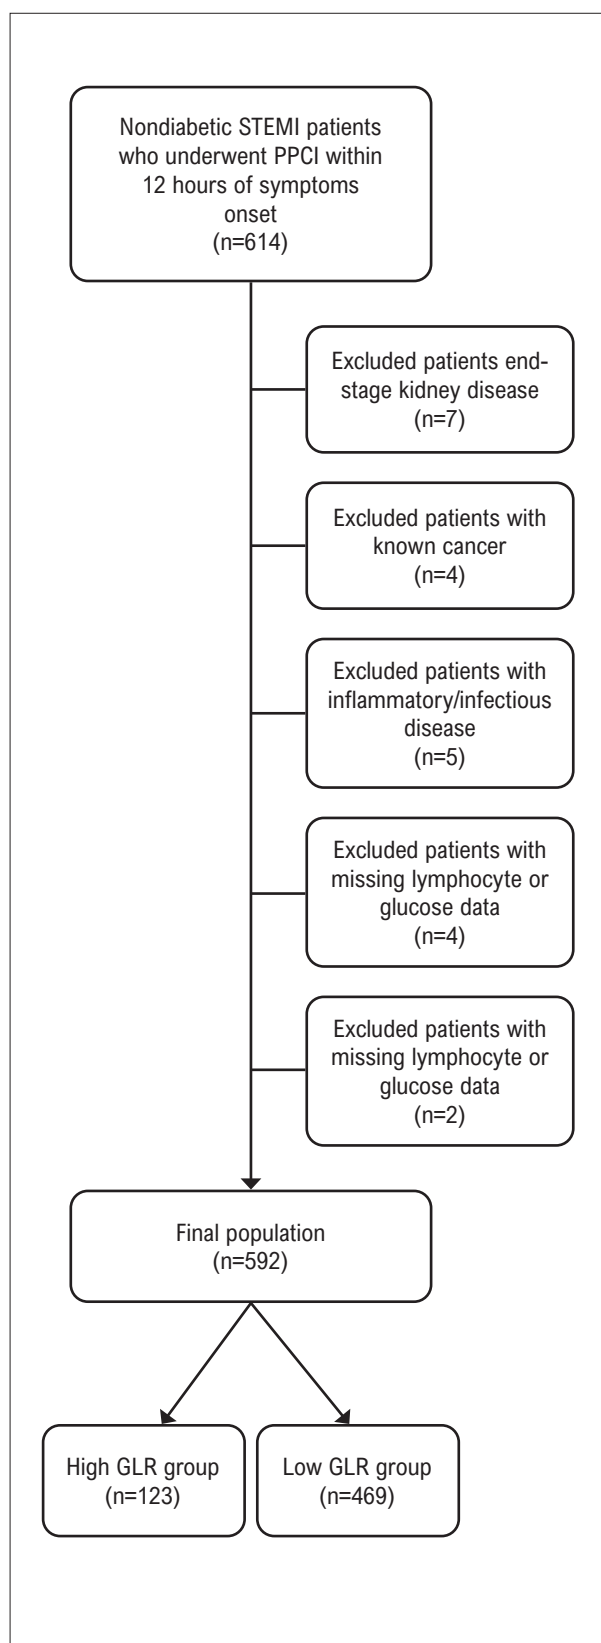 Nondiabetic STEMI patients
who underwent PPCI within
12 hours of symptoms
onset
(n=614)
Excluded patients end-
stage kidney disease
(n=7)
Excluded patients with
known cancer
(n=4)
Excluded patients with
inflammatory/infectious
disease
(n=5)
Excluded patients with
missing lymphocyte or
glucose data
(n=4)
Excluded patients with
missing lymphocyte or
glucose data
(n=2)
Final population
(n=592)
High GLR group
(n=123)
Low GLR group
(n=469)